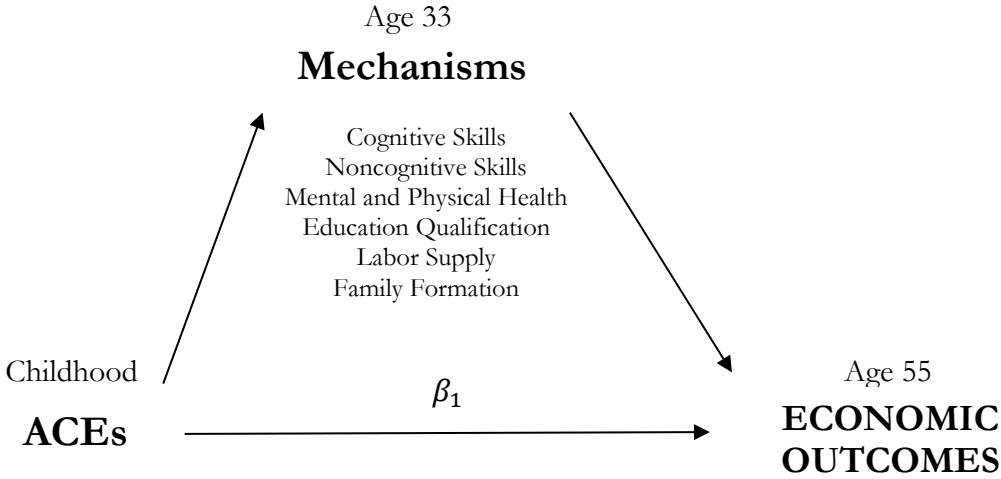 Age 33
Mechanisms
Cognitive Skills
Noncognitive Skills
Mental and Physical Health
Education Qualification
Labor Supply
Family Formation
Childhood
ACEs
β₁
Age 55
ECONOMIC
OUTCOMES